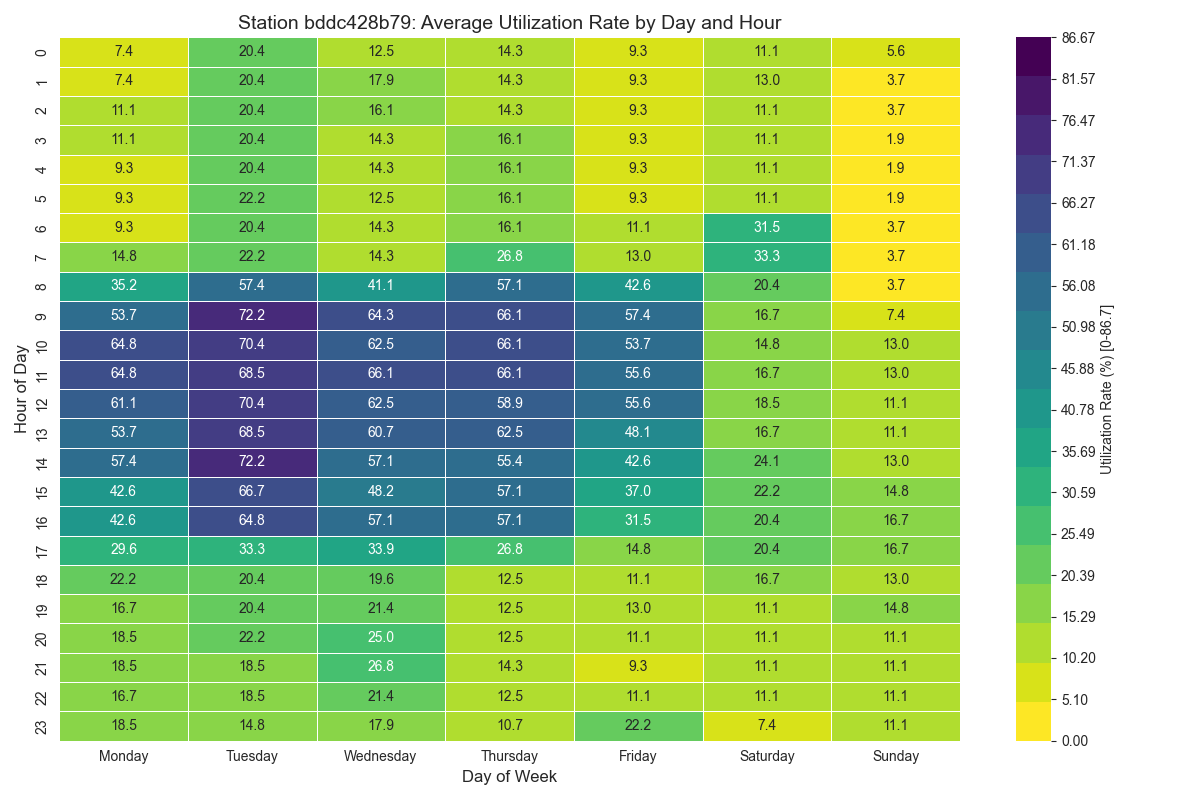 Station bddc428b79: Average Utilization Rate by Day and Hour
0 7.4 20.4 12.5 14.3 9.3 11.1 5.6
1 7.4 20.4 17.9 14.3 9.3 13.0 3.7
2 11.1 20.4 16.1 14.3 9.3 11.1 3.7
3 11.1 20.4 14.3 16.1 9.3 11.1 1.9
4 9.3 20.4 14.3 16.1 9.3 11.1 1.9
5 9.3 22.2 12.5 16.1 9.3 11.1 1.9
6 9.3 20.4 14.3 16.1 11.1 31.5 3.7
7 14.8 22.2 14.3 26.8 13.0 33.3 3.7
8 35.2 57.4 41.1 57.1 42.6 20.4 3.7
9 53.7 72.2 64.3 66.1 57.4 16.7 7.4
10 64.8 70.4 62.5 66.1 53.7 14.8 13.0
11 64.8 68.5 66.1 66.1 55.6 16.7 13.0
12 61.1 70.4 62.5 58.9 55.6 18.5 11.1
13 53.7 68.5 60.7 62.5 48.1 16.7 11.1
14 57.4 72.2 57.1 55.4 42.6 24.1 13.0
15 42.6 66.7 48.2 57.1 37.0 22.2 14.8
16 42.6 64.8 57.1 57.1 31.5 20.4 16.7
17 29.6 33.3 33.9 26.8 14.8 20.4 16.7
18 22.2 20.4 19.6 12.5 11.1 16.7 13.0
19 16.7 20.4 21.4 12.5 13.0 11.1 14.8
20 18.5 22.2 25.0 12.5 11.1 11.1 11.1
21 18.5 18.5 26.8 14.3 9.3 11.1 11.1
22 16.7 18.5 21.4 12.5 11.1 11.1 11.1
23 18.5 14.8 17.9 10.7 22.2 7.4 11.1
Monday Tuesday Wednesday Thursday Friday Saturday Sunday
Day of Week
Hour of Day
86.67
81.57
76.47
71.37
66.27
61.18
56.08
50.98
45.88
40.78
35.69
30.59
25.49
20.39
15.29
10.20
5.10
0.00
Utilization Rate (%) [0-86.7]